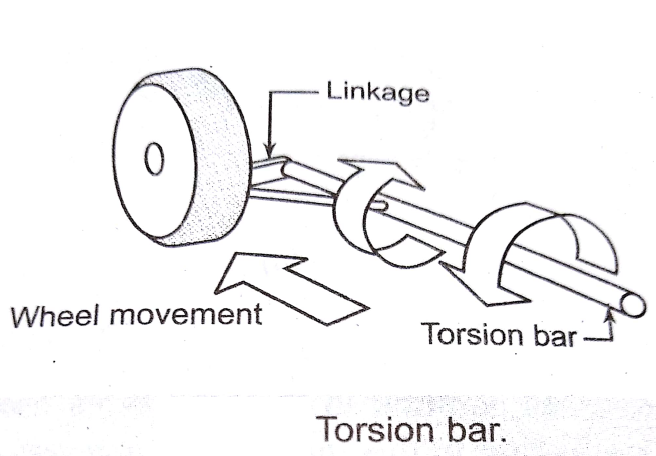 Linkage
Wheel movement
Torsion bar
Torsion bar.